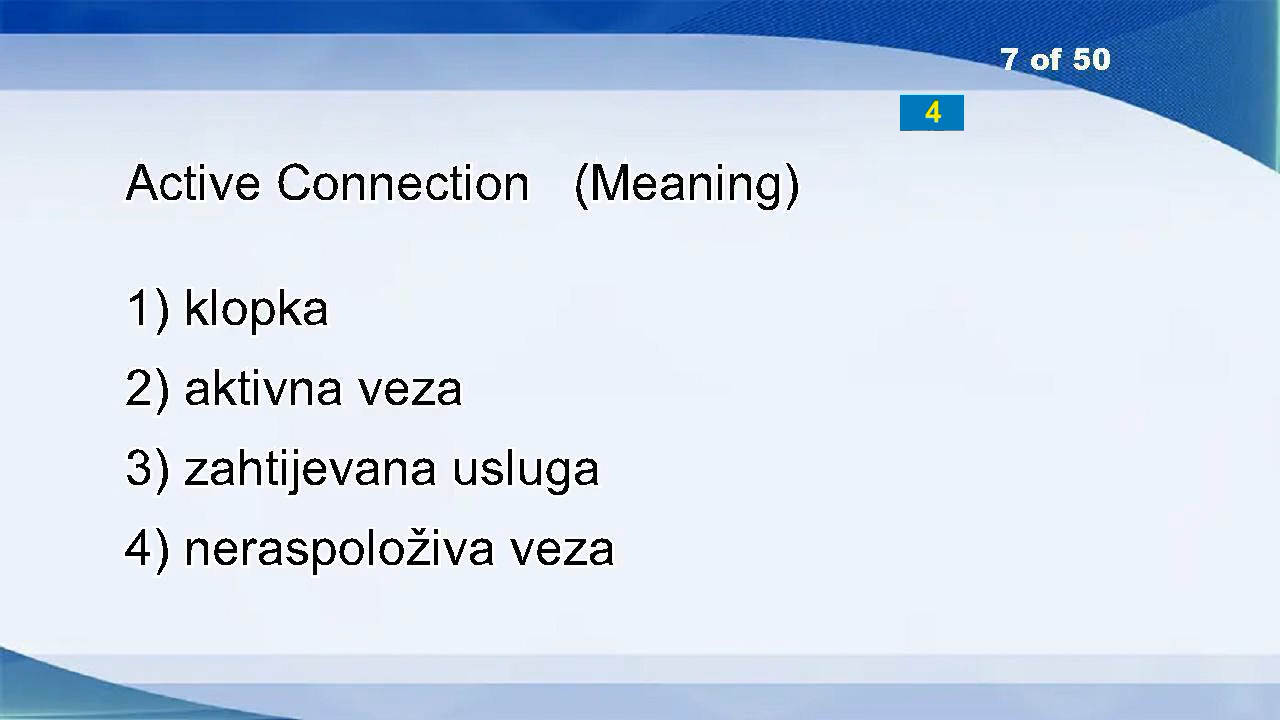 7 of 50
4
Active Connection (Meaning)
1) klopka
2) aktivna veza
3) zahtijevana usluga
4) neraspoloživa veza